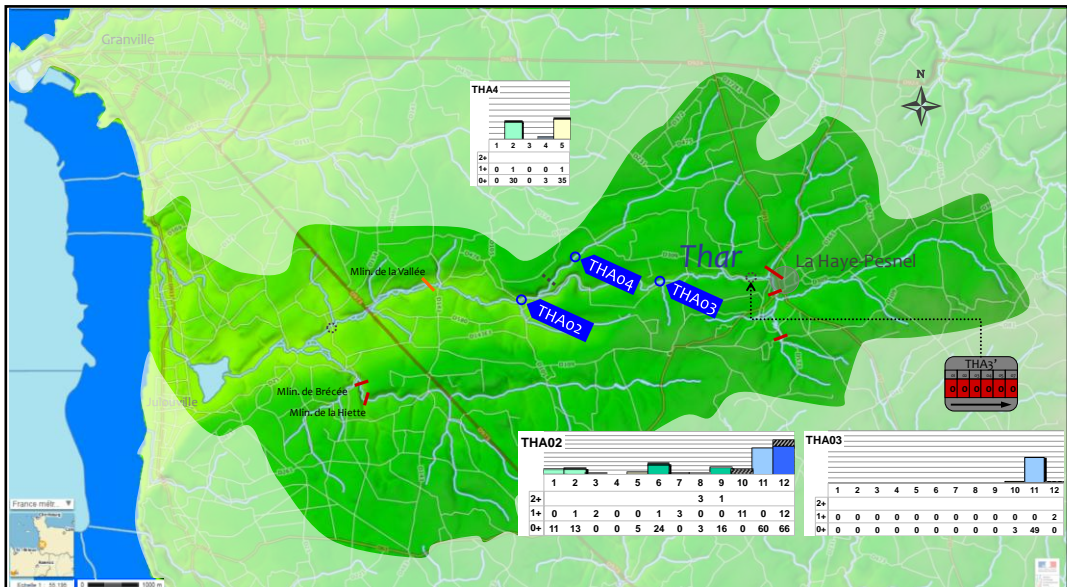 Granville
N
THA4
1 2 3 4 5
2+
1+ 0 1 0 0 1
0+ 0 30 0 3 35
Thar
La Haye-Pesnel
Mlin. de la Vallée
THA04
THA03
THA02
THA3'
0 0 0 0 0 0
Mlin. de Brécée
Mlin. de la Hiette
Jullouville
THA02
1 2 3 4 5 6 7 8 9 10 11 12
2+ 3 1
1+ 0 1 2 0 0 1 3 0 0 11 0 12
0+ 11 13 0 0 5 24 0 3 16 0 60 66
THA03
1 2 3 4 5 6 7 8 9 10 11 12
2+
1+ 0 0 0 0 0 0 0 0 0 0 0 2
0+ 0 0 0 0 0 0 0 0 0 3 49 0
France métr...
0 1000 m